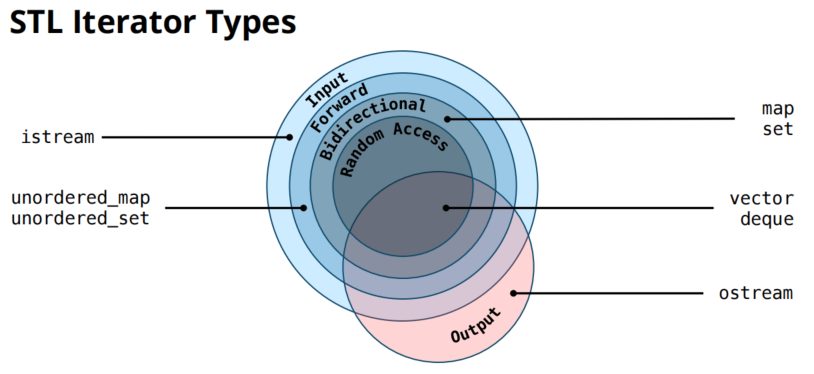 STL Iterator Types
Input
Forward
Bidirectional
Random Access
istream
map
set
unordered_map
unordered_set
vector
deque
ostream
Output